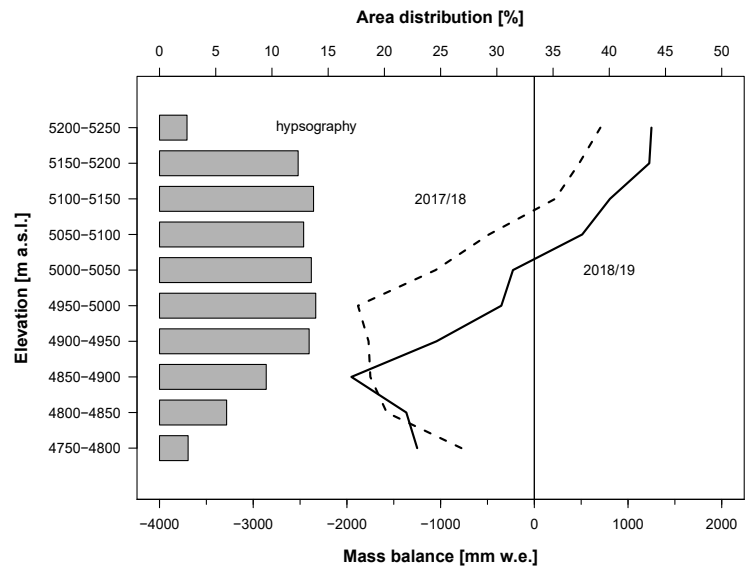 Area distribution [%]
0 5 10 15 20 25 30 35 40 45 50
5200−5250
hypsography
5150−5200
5100−5150
2017/18
5050−5100
5000−5050
2018/19
4950−5000
4900−4950
4850−4900
4800−4850
4750−4800
Elevation [m a.s.l.]
−4000 −3000 −2000 −1000 0 1000 2000
Mass balance [mm w.e.]